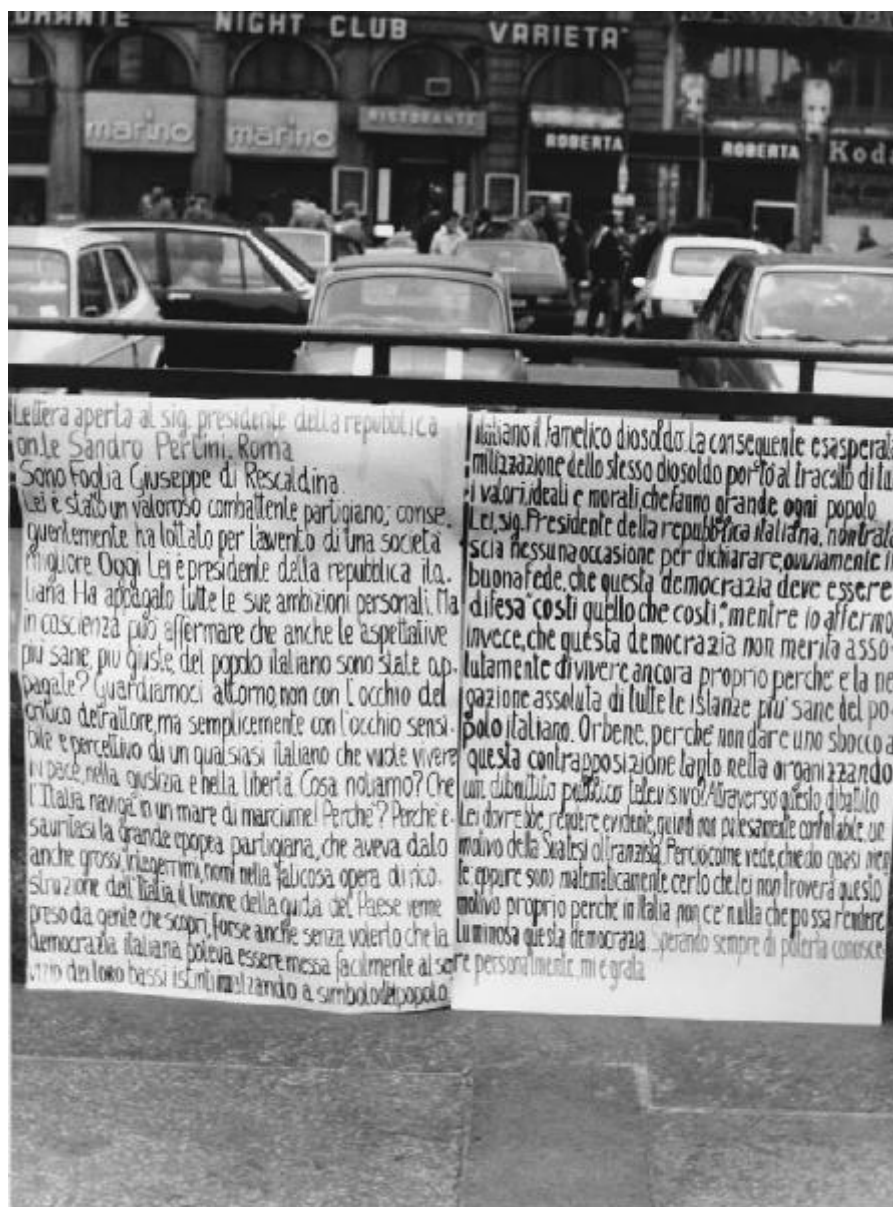 RANTE NIGHT CLUB VARIETA'
marino
marino
RISTORANTE
ROBERTA
ROBERTA
Koda
Lettera aperta al sig. presidente della repubblica
on.le Sandro Pertini. Roma
Sono Foglia Giuseppe di Rescaldina
Lei è stato un valoroso combattente partigiano; conse.
guentemente ha lottato per l'avvento di una società
migliore Oggi Lei è presidente della repubblica ita.
liana Ha appagato tutte le sue ambizioni personali. Ma
in coscienza può affermare che anche le aspettative
più sane, più giuste, del popolo italiano sono state ap.
pagate? Guardiamoci attorno, non con l'occhio del
critico detrattore, ma semplicemente con l'occhio sensi.
bile e percettivo di un qualsiasi italiano che vuole vivere
in pace, nella giustizia e nella libertà. Cosa notiamo? Che
l'Italia naviga in un mare di marciume! Perchè? Perchè e-
sauritasi la grande epopea partigiana, che aveva dato
anche grossi, integerrimi, nomi nella faticosa opera di rico.
struzione dell'Italia il timone della guida del Paese venne
preso da gente che scoprì, forse anche senza volerlo che la
democrazia italiana poteva essere messa facilmente al ser
vizio dei loro bassi istinti inalzando a simbolo del popolo
italiano il famelico diosoldo. La conseguente esasperata
mitizzazione dello stesso diosoldo portò al tracollo di tu
i valori, ideali e morali, che fanno grande ogni popolo
Lei, sig. Presidente della repubblica italiana, non trala
scia nessuna occasione per dichiarare, ovviamente in
buona fede, che questa democrazia deve essere
difesa "costi quello che costi", mentre io affermo,
invece, che questa democrazia non merita asso-
lutamente di vivere ancora proprio perchè è la ne
gazione assoluta di tutte le istanze più sane del po
polo italiano. Orbene, perchè non dare uno sbocco a
questa contrapposizione tanto netta organizzando
un dibattito pubblico televisivo? Attraverso questo dibattito
Lei dovrebbe, rendere evidente, quindi non palesamente confutabile, un
motivo della Sua tesi oltranzista. Perciò come vede, chiedo quasi nien
te eppure sono matematicamente certo che lei non troverà questo
motivo proprio perchè in Italia non c'è nulla che possa rendere
luminosa questa democrazia Sperando sempre di poterla conosce
re personalmente. mi è grata